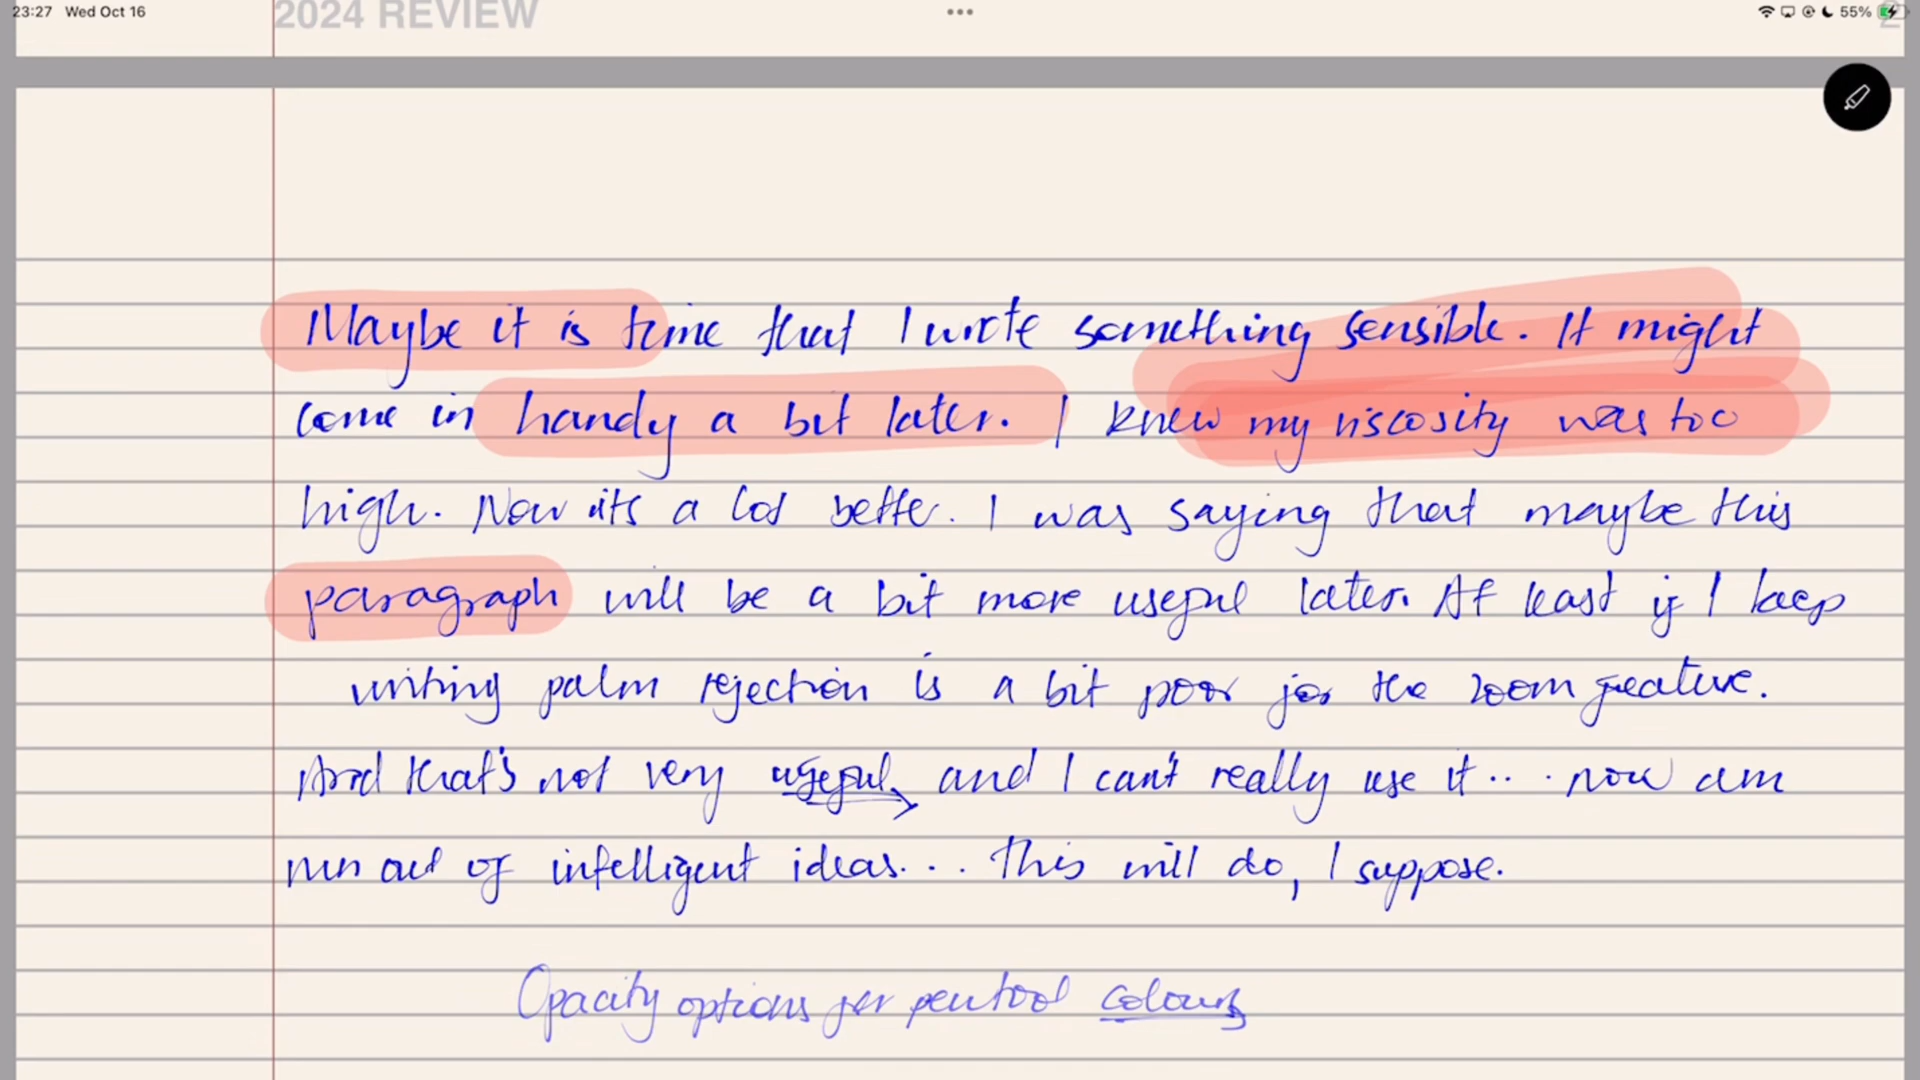 23:27 Wed Oct 16
2024 REVIEW
55%
Maybe it is time that I wrote something sensible. It might
come in handy a bit later. I knew my viscosity was too
high. Now its a lot better. I was saying that maybe this
paragraph will be a bit more useful later. At least if I keep
writing palm rejection is a bit poor for the zoom feature.
And that's not very useful, and I can't really use it... now am
run out of intelligent ideas... This will do, I suppose.
Opacity options for pen tool colours